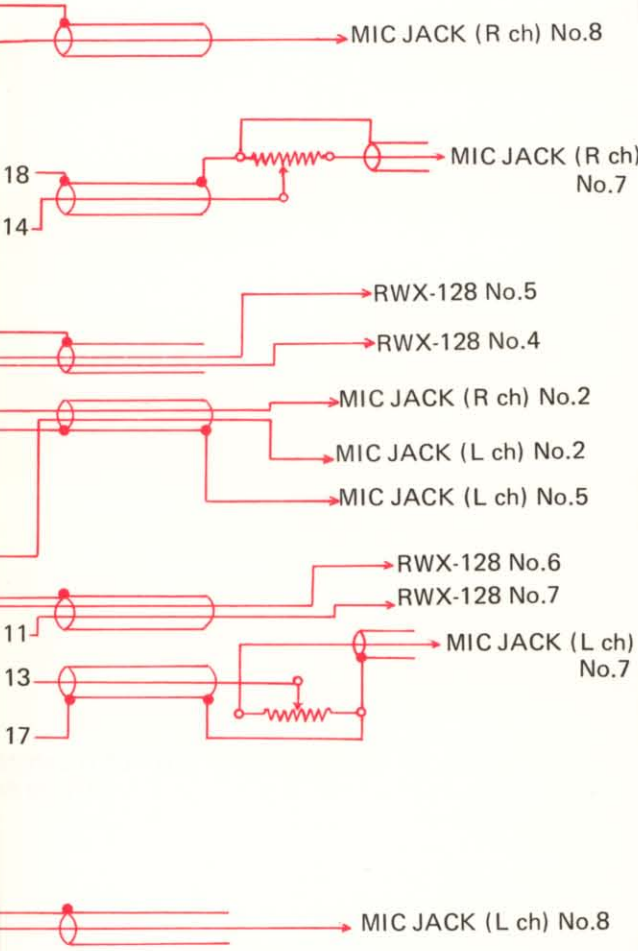 MIC JACK (R ch) No.8
MIC JACK (R ch)
No.7
18
14
RWX-128 No.5
RWX-128 No.4
MIC JACK (R ch) No.2
MIC JACK (L ch) No.2
MIC JACK (L ch) No.5
RWX-128 No.6
RWX-128 No.7
11
MIC JACK (L ch)
No.7
13
17
MIC JACK (L ch) No.8